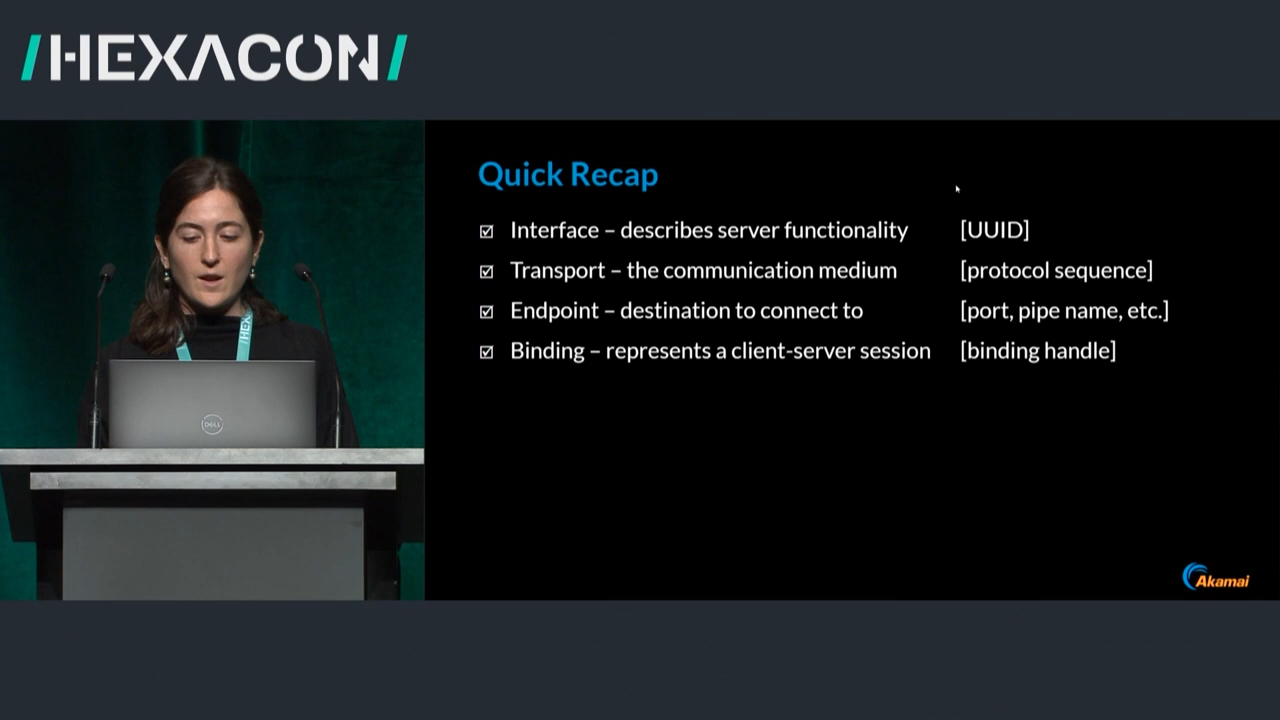 /HEXACON/
Quick Recap
Interface – describes server functionality [UUID]
Transport – the communication medium [protocol sequence]
Endpoint – destination to connect to [port, pipe name, etc.]
Binding – represents a client-server session [binding handle]
/HEX
DELL
Akamai